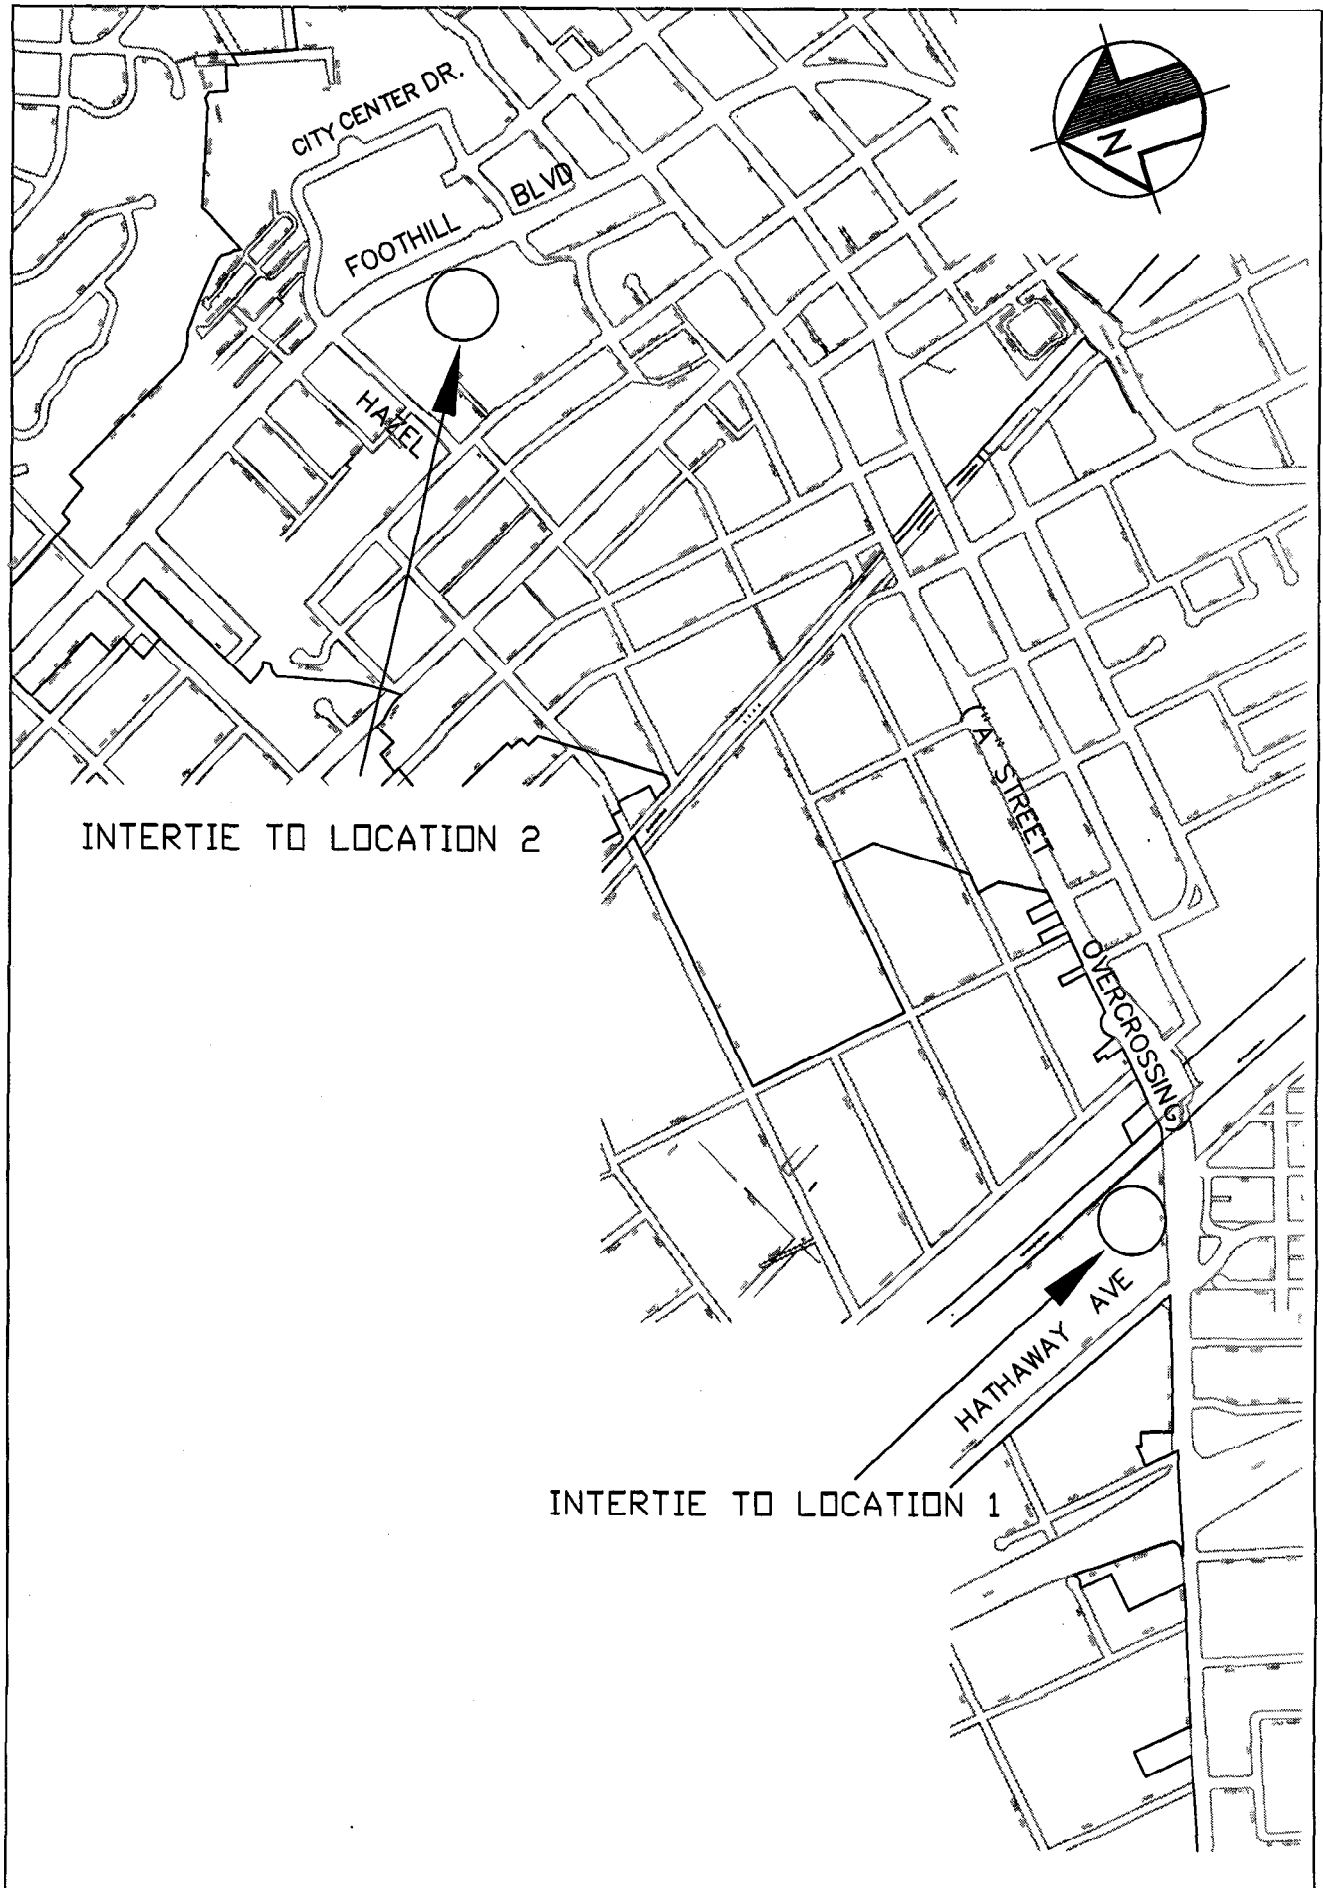 CITY CENTER DR.
FOOTHILL BLVD
HAZEL
N
INTERTIE TO LOCATION 2
"A" STREET OVERCROSSING
HATHAWAY AVE
INTERTIE TO LOCATION 1